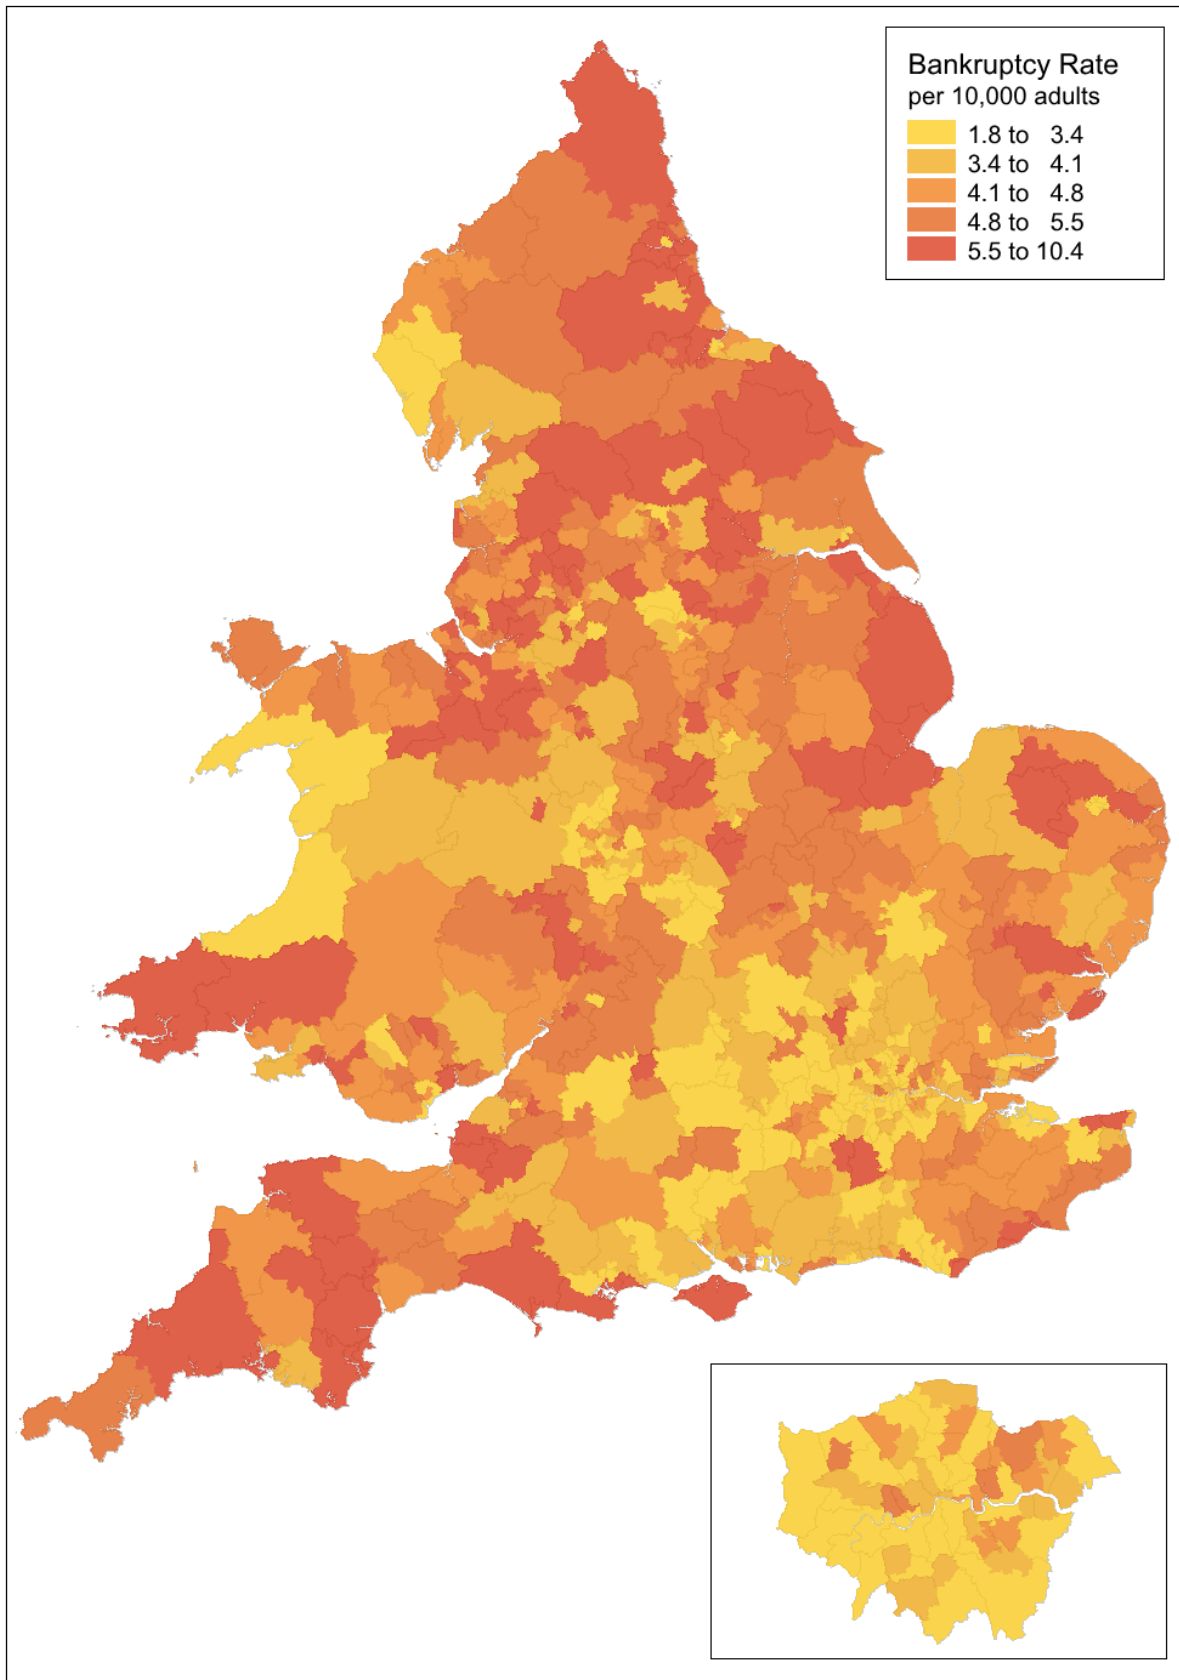 Bankruptcy Rate
per 10,000 adults
1.8 to 3.4
3.4 to 4.1
4.1 to 4.8
4.8 to 5.5
5.5 to 10.4